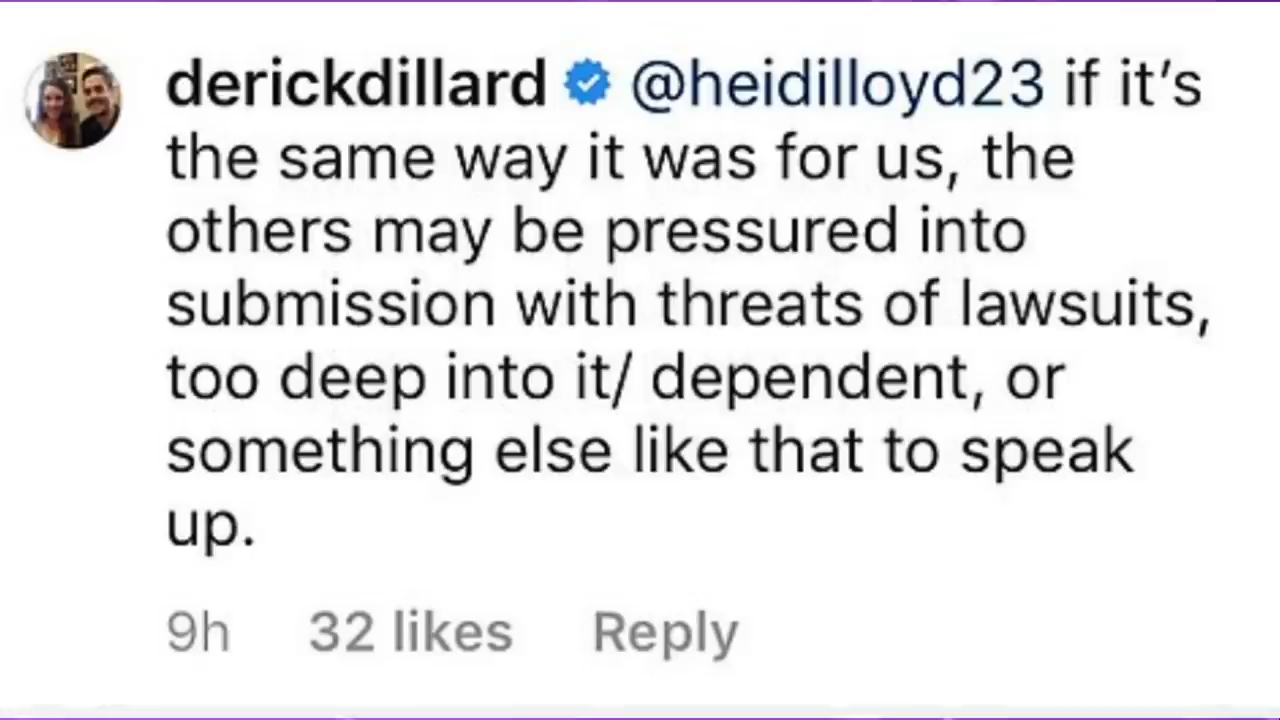 derickdillard @heidilloyd23 if it’s
the same way it was for us, the
others may be pressured into
submission with threats of lawsuits,
too deep into it/ dependent, or
something else like that to speak
up.
9h 32 likes Reply